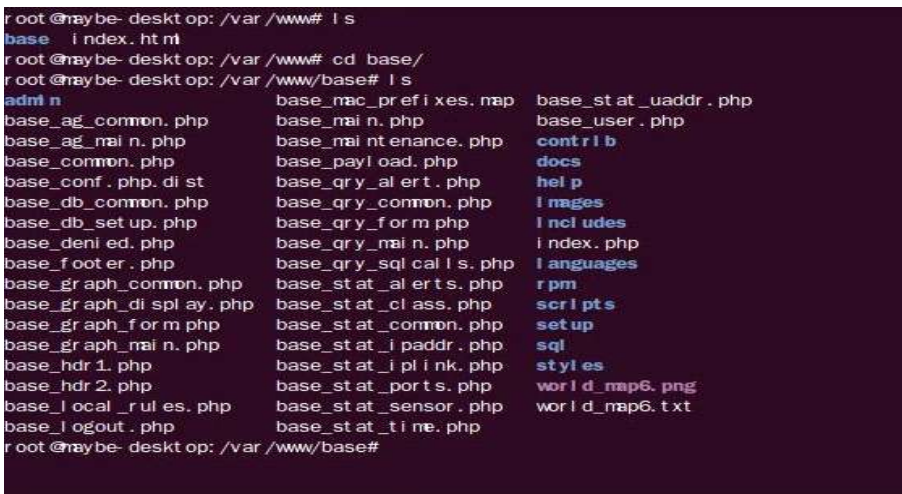 root@maybe-desktop:/var/www# ls
base  index.html
root@maybe-desktop:/var/www# cd base/
root@maybe-desktop:/var/www/base# ls
admin                   base_mac_prefixes.map  base_stat_uaddr.php
base_ag_common.php      base_main.php          base_user.php
base_ag_main.php        base_maintenance.php   contrib
base_common.php         base_payload.php       docs
base_conf.php.dist      base_qry_alert.php     help
base_db_common.php      base_qry_common.php    images
base_db_setup.php       base_qry_form.php      includes
base_denied.php         base_qry_main.php      index.php
base_footer.php         base_qry_sqlcalls.php  languages
base_graph_common.php   base_stat_alerts.php   rpm
base_graph_display.php  base_stat_class.php    scripts
base_graph_form.php     base_stat_common.php   setup
base_graph_main.php     base_stat_ipaddr.php   sql
base_hdr1.php           base_stat_iplink.php   styles
base_hdr2.php           base_stat_ports.php    world_map6.png
base_local_rules.php    base_stat_sensor.php   world_map6.txt
base_logout.php         base_stat_time.php
root@maybe-desktop:/var/www/base#